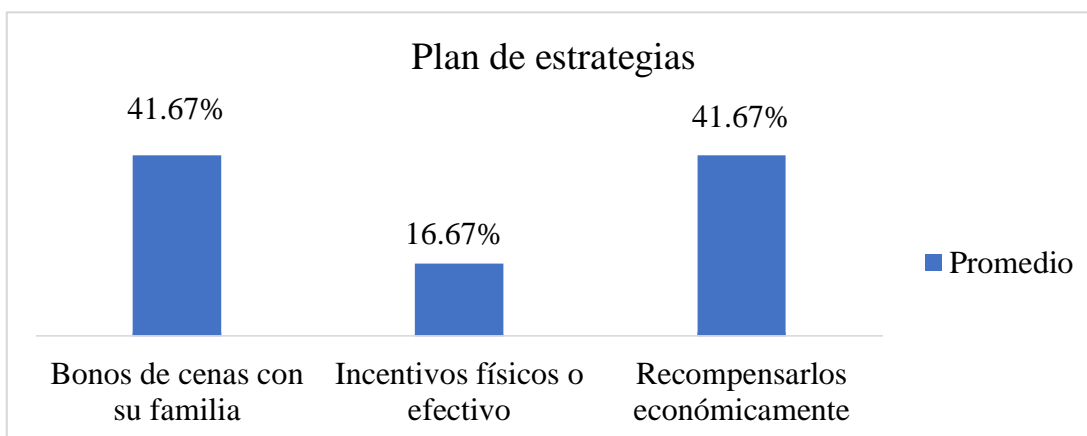 Plan de estrategias
41.67%
16.67%
41.67%
Promedio
Bonos de cenas con
su familia
Incentivos físicos o
efectivo
Recompensarlos
económicamente